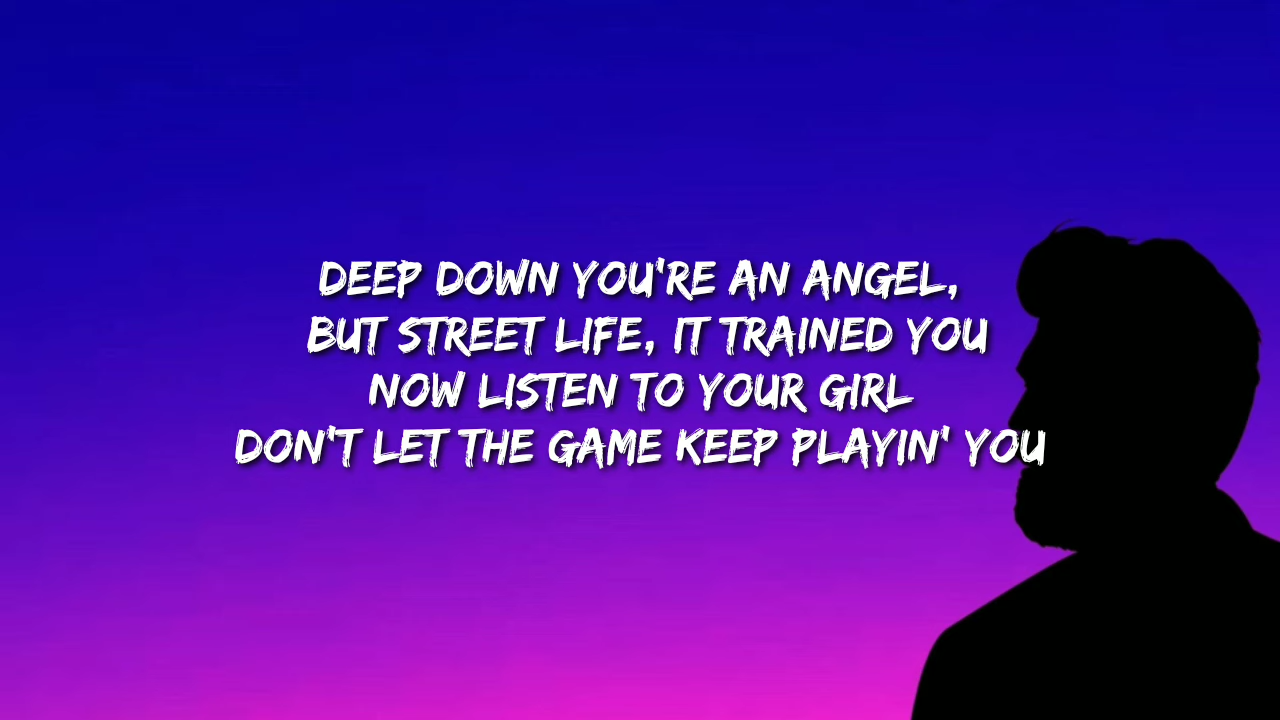 DEEP DOWN YOU'RE AN ANGEL,
BUT STREET LIFE, IT TRAINED YOU
NOW LISTEN TO YOUR GIRL
DON'T LET THE GAME KEEP PLAYIN' YOU